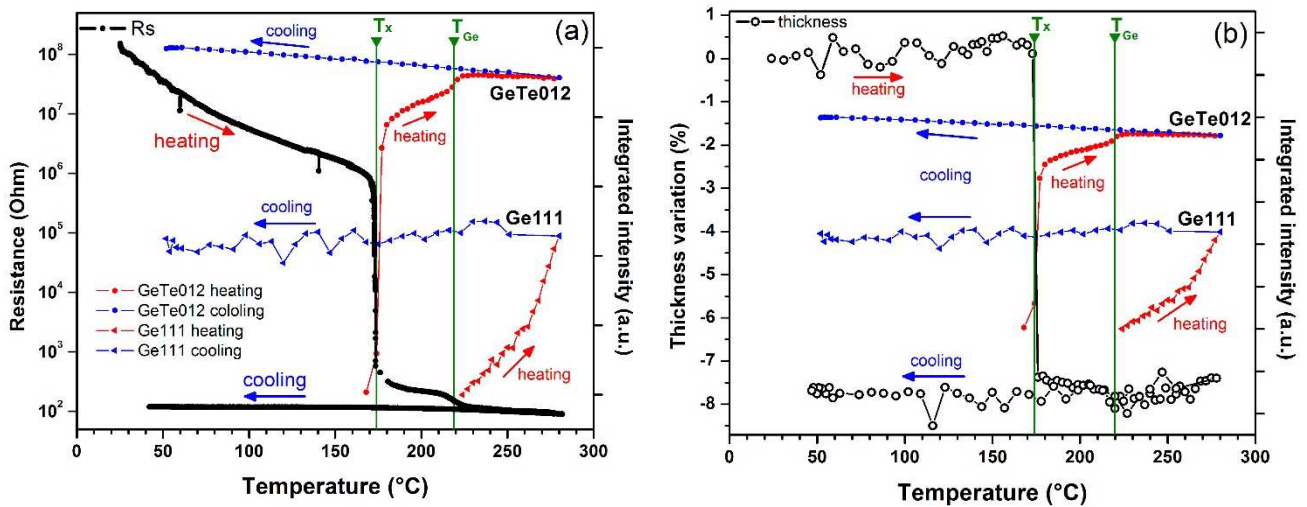 Rs
Tx
TGe
(a)
cooling
GeTe012
heating
heating
cooling
Ge111
GeTe012 heating
GeTe012 cololing
Ge111 heating
Ge111 cooling
cooling
heating
10^8
10^7
10^6
10^5
10^4
10^3
10^2
Resistance (Ohm)
Integrated intensity (a.u.)
0 50 100 150 200 250 300
Temperature (°C)
thickness
Tx
TGe
(b)
heating
GeTe012
cooling
heating
Ge111
heating
cooling
1
0
-1
-2
-3
-4
-5
-6
-7
-8
Thickness variation (%)
Integrated intensity (a.u.)
0 50 100 150 200 250 300
Temperature (°C)